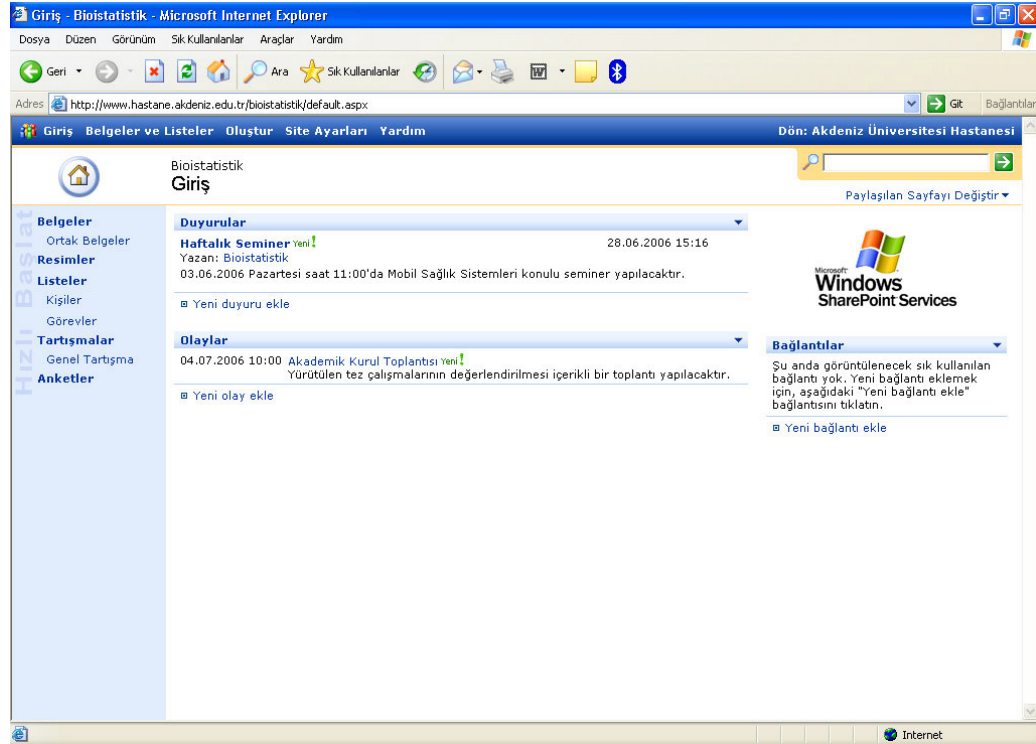 Giriş - Bioistatistik - Microsoft Internet Explorer
Dosya Düzen Görünüm Sık Kullanılanlar Araçlar Yardım
Geri Ara Sık Kullanılanlar
Adres http://www.hastane.akdeniz.edu.tr/bioistatistik/default.aspx Git Bağlantılar
Giriş Belgeler ve Listeler Oluştur Site Ayarları Yardım Dön: Akdeniz Üniversitesi Hastanesi
Bioistatistik
Giriş
Paylaşılan Sayfayı Değiştir
Hızlı Başlat
Belgeler
Ortak Belgeler
Resimler
Listeler
Kişiler
Görevler
Tartışmalar
Genel Tartışma
Anketler
Duyurular
Haftalık Seminer Yeni! 28.06.2006 15:16
Yazan: Bioistatistik
03.06.2006 Pazartesi saat 11:00'da Mobil Sağlık Sistemleri konulu seminer yapılacaktır.
Yeni duyuru ekle
Olaylar
04.07.2006 10:00 Akademik Kurul Toplantısı Yeni!
Yürütülen tez çalışmalarının değerlendirilmesi içerikli bir toplantı yapılacaktır.
Yeni olay ekle
Microsoft
Windows
SharePoint Services
Bağlantılar
Şu anda görüntülenecek sık kullanılan
bağlantı yok. Yeni bağlantı eklemek
için, aşağıdaki "Yeni bağlantı ekle"
bağlantısını tıklatın.
Yeni bağlantı ekle
Internet